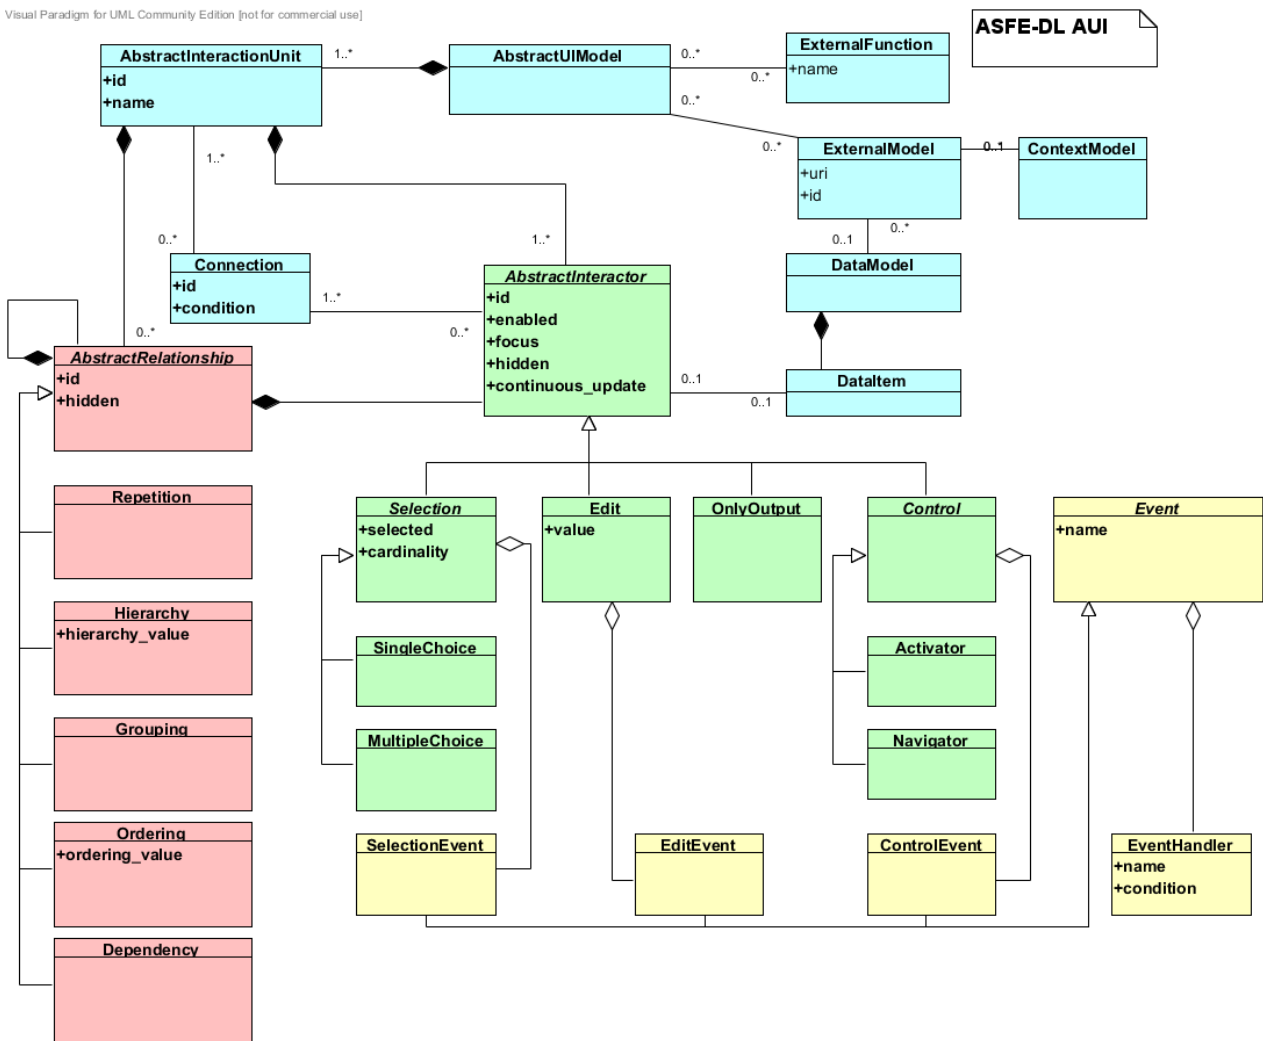 Visual Paradigm for UML Community Edition [not for commercial use]
ASFE-DL AUI
AbstractInteractionUnit
+id
+name
1..*
AbstractUIModel
0..*
0..*
ExternalFunction
+name
0..*
0..*
ExternalModel
+uri
+id
0..1
ContextModel
1..*
0..*
Connection
+id
+condition
1..*
0..*
1..*
AbstractInteractor
+id
+enabled
+focus
+hidden
+continuous_update
0..1
0..*
DataModel
0..1
0..1
DataItem
0..*
AbstractRelationship
+id
+hidden
Repetition
Hierarchy
+hierarchy_value
Grouping
Ordering
+ordering_value
Dependency
Selection
+selected
+cardinality
Edit
+value
OnlyOutput
Control
Event
+name
SingleChoice
Activator
MultipleChoice
Navigator
SelectionEvent
EditEvent
ControlEvent
EventHandler
+name
+condition